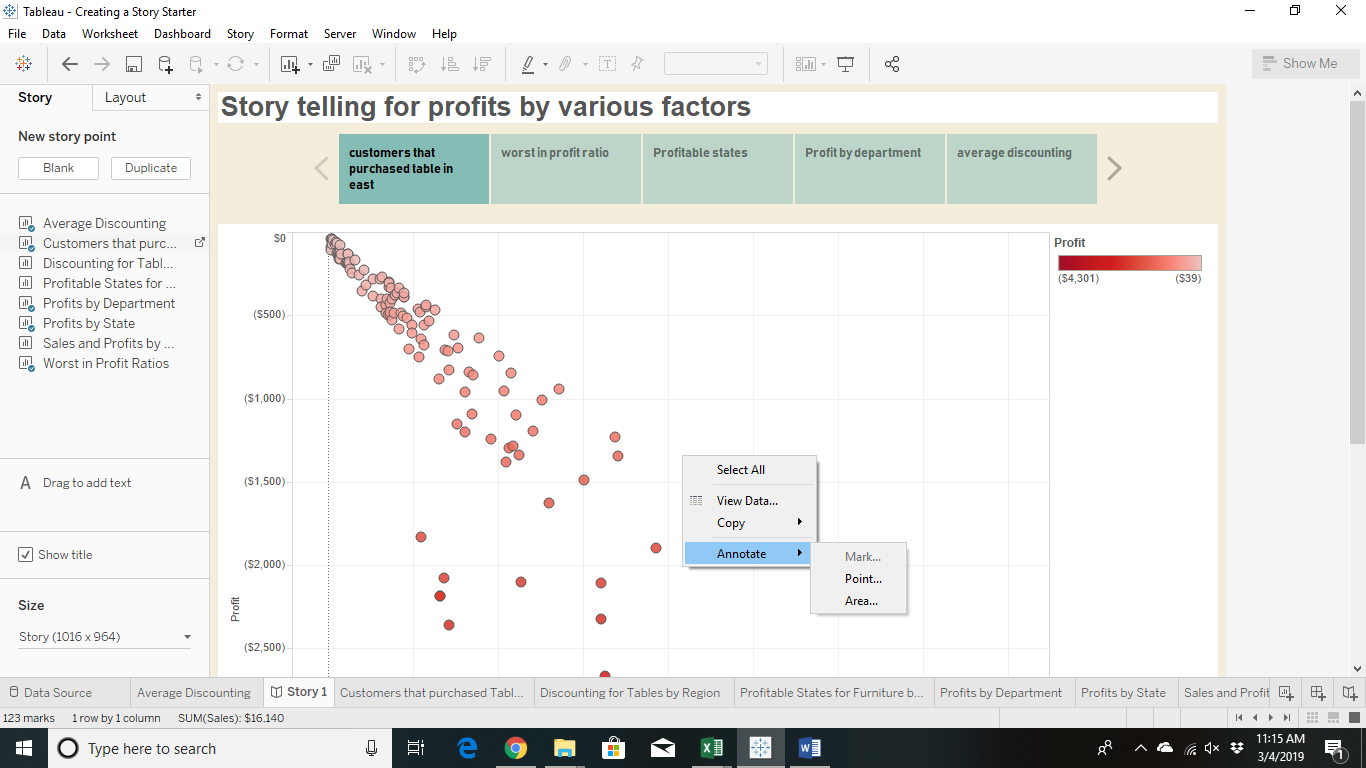 Tableau - Creating a Story Starter
File Data Worksheet Dashboard Story Format Server Window Help
Show Me
Story Layout
New story point
Blank Duplicate
Average Discounting
Customers that purc...
Discounting for Tabl...
Profitable States for ...
Profits by Department
Profits by State
Sales and Profits by ...
Worst in Profit Ratios
A Drag to add text
Show title
Size
Story (1016 x 964)
Story telling for profits by various factors
customers that
purchased table in
east
worst in profit ratio
Profitable states
Profit by department
average discounting
$0
($500)
($1,000)
($1,500)
($2,000)
($2,500)
Profit
Profit
($4,301) ($39)
Select All
View Data...
Copy
Annotate
Mark...
Point...
Area...
Data Source Average Discounting Story 1 Customers that purchased Tabl... Discounting for Tables by Region Profitable States for Furniture b... Profits by Department Profits by State Sales and Profit
123 marks 1 row by 1 column SUM(Sales): $16,140
Type here to search
11:15 AM
3/4/2019
1